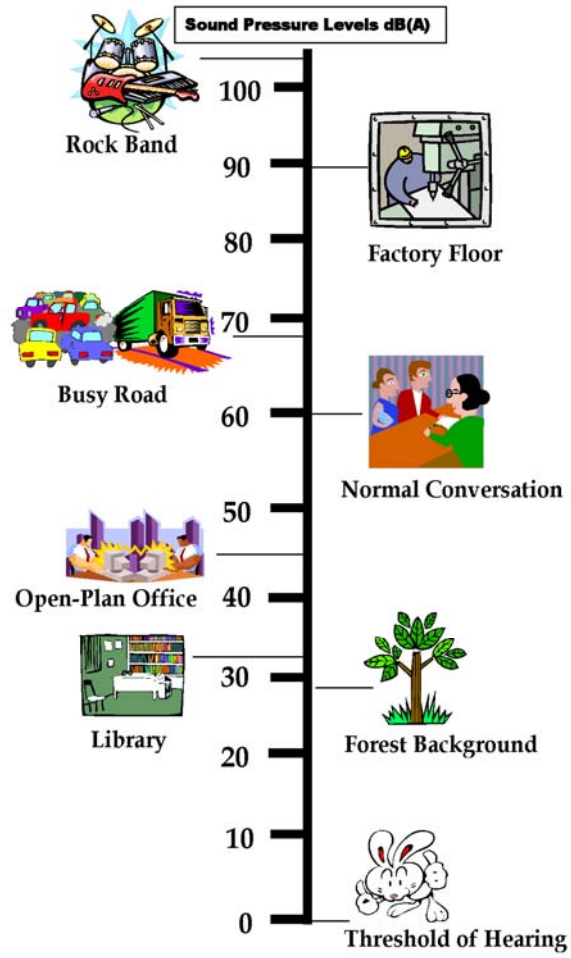 Sound Pressure Levels dB(A)
100
Rock Band
90
Factory Floor
80
70
Busy Road
60
Normal Conversation
50
Open-Plan Office
40
30
Library
Forest Background
20
10
0
Threshold of Hearing